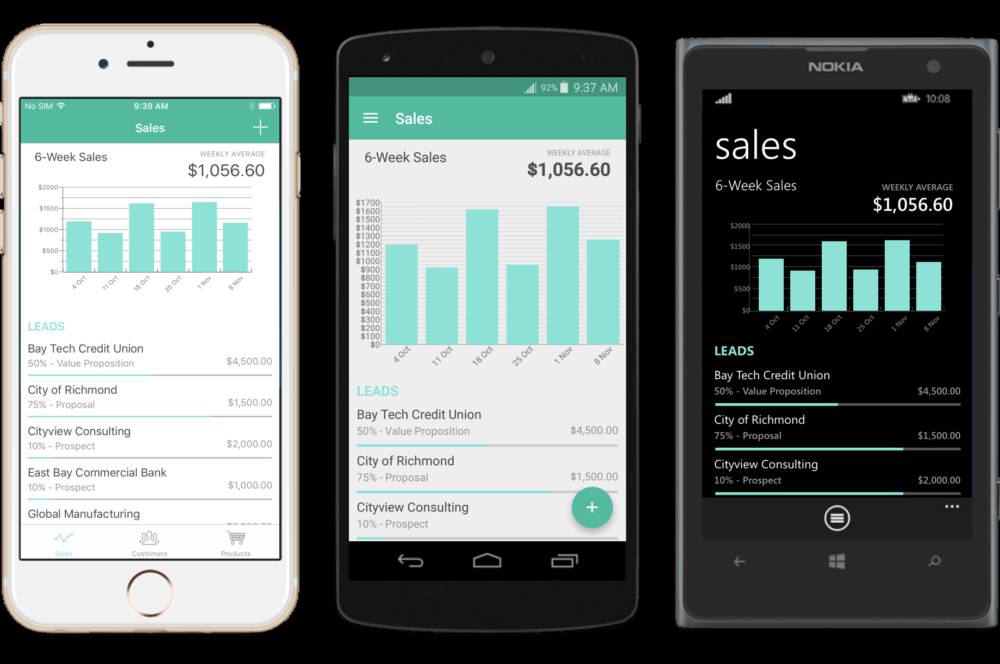 No SIM 9:39 AM
Sales
6-Week Sales
WEEKLY AVERAGE
$1,056.60
$2000
$1500
$1000
$500
$0
4 Oct 11 Oct 18 Oct 25 Oct 1 Nov 8 Nov
LEADS
Bay Tech Credit Union
50% - Value Proposition $4,500.00
City of Richmond
75% - Proposal $1,500.00
Cityview Consulting
10% - Prospect $2,000.00
East Bay Commercial Bank
10% - Prospect $1,000.00
Global Manufacturing
Sales Customers Products
92% 9:37 AM
Sales
6-Week Sales
WEEKLY AVERAGE
$1,056.60
$1700
$1600
$1500
$1400
$1300
$1200
$1100
$1000
$900
$800
$700
$600
$500
$400
$300
$200
$100
$0
4 Oct 11 Oct 18 Oct 25 Oct 1 Nov 8 Nov
LEADS
Bay Tech Credit Union
50% - Value Proposition $4,500.00
City of Richmond
75% - Proposal $1,500.00
Cityview Consulting
+
10% - Prospect
NOKIA
10:08
sales
6-Week Sales
WEEKLY AVERAGE
$1,056.60
$2000
$1500
$1000
$500
$0
4 Oct 11 Oct 18 Oct 25 Oct 1 Nov 8 Nov
LEADS
Bay Tech Credit Union
50% - Value Proposition $4,500.00
City of Richmond
75% - Proposal $1,500.00
Cityview Consulting
10% - Prospect $2,000.00